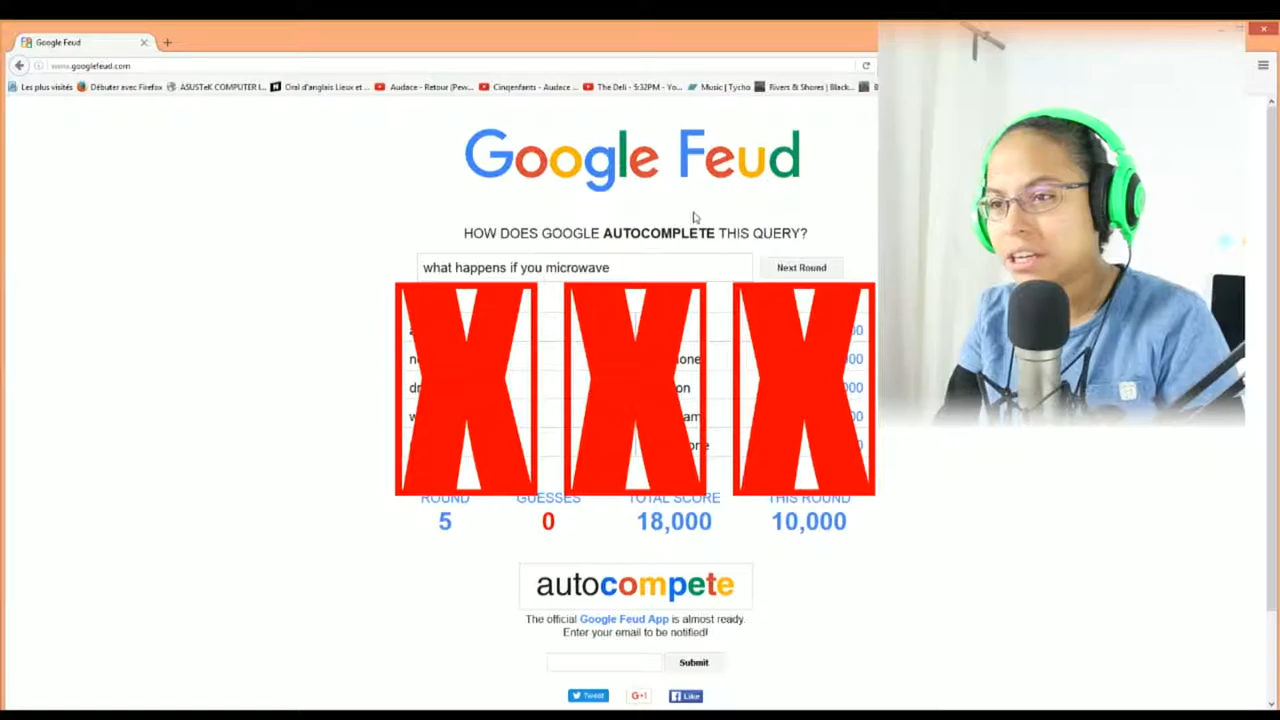 Google Feud
www.googlefeud.com
Les plus visités Débuter avec Firefox ASUSTeK COMPUTER I... Oral d'anglais Lieux et ... Audace - Retour (Pew... Cinqenfants - Audace ... The Deli - 5:32PM - Yo... Music | Tycho Rivers & Shores | Black...
Google Feud
HOW DOES GOOGLE AUTOCOMPLETE THIS QUERY?
what happens if you microwave Next Round
X X X
ROUND GUESSES TOTAL SCORE THIS ROUND
5 0 18,000 10,000
autocompete
The official Google Feud App is almost ready.
Enter your email to be notified!
Submit
Tweet G+1 Like